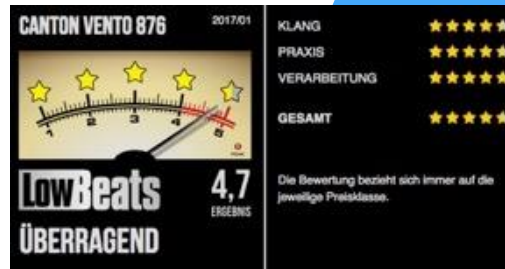 CANTON VENTO 876
2017/01
1 2 3 4 5
LowBeats
4,7
ERGEBNIS
ÜBERRAGEND
KLANG
PRAXIS
VERARBEITUNG
GESAMT
Die Bewertung bezieht sich immer auf die
jeweilige Preisklasse.